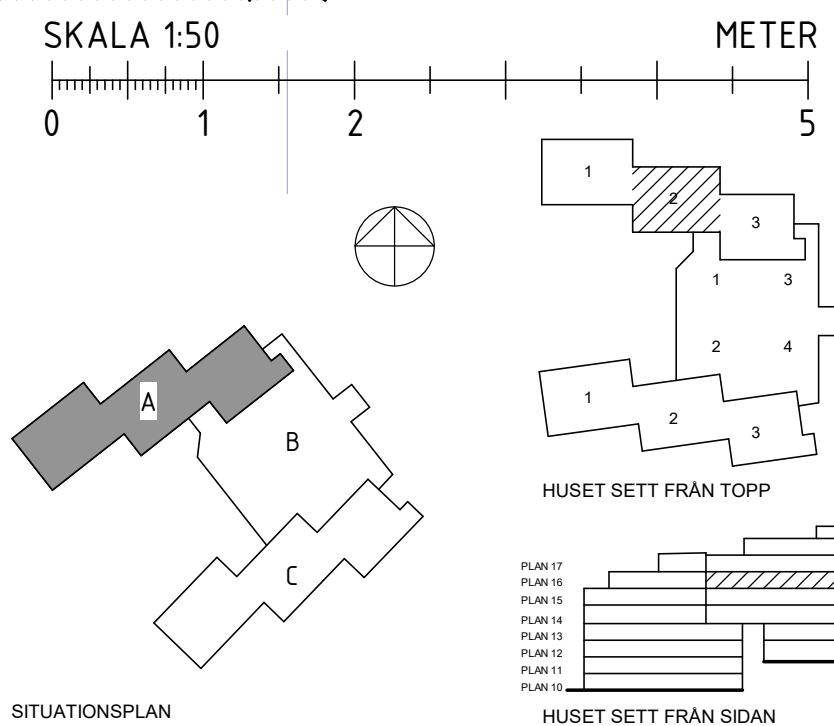 SKALA 1:50 METER
0 1 2 5
1
2
3
1 3
2 4
1
2
3
HUSET SETT FRÅN TOPP
A
B
C
SITUATIONSPLAN
PLAN 17
PLAN 16
PLAN 15
PLAN 14
PLAN 13
PLAN 12
PLAN 11
PLAN 10
HUSET SETT FRÅN SIDAN